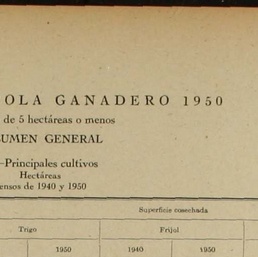 OLA GANADERO 1950
de 5 hectáreas o menos
UMEN GENERAL
—Principales cultivos
Hectáreas
ensos de 1940 y 1950
Superficie cosechada
Trigo Frijol
1950 1940 1950